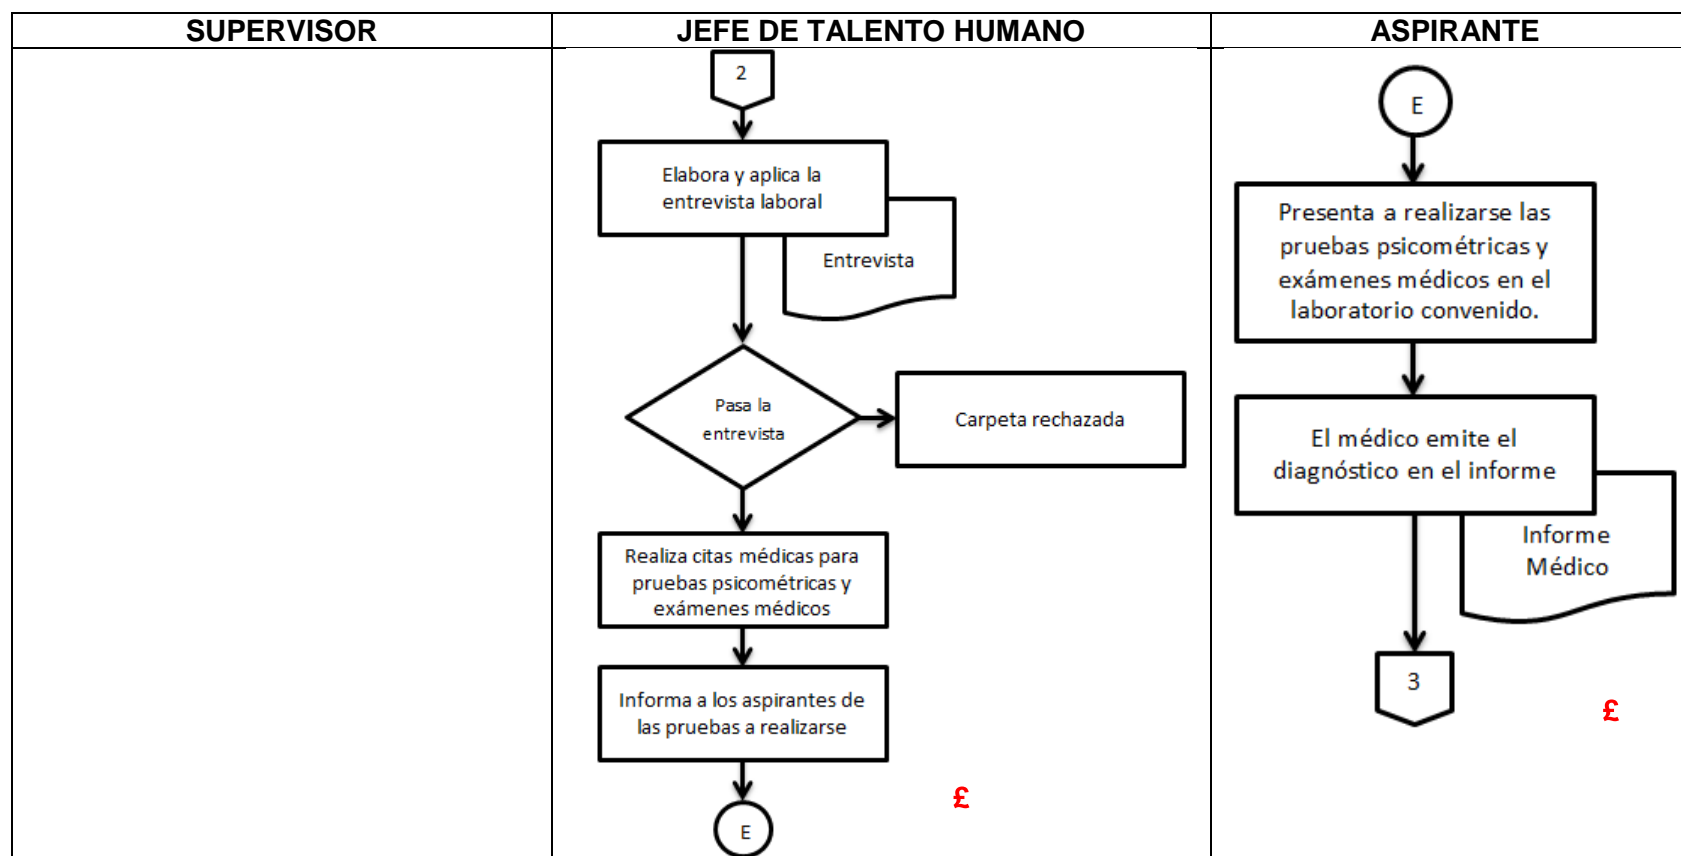 SUPERVISOR
JEFE DE TALENTO HUMANO
ASPIRANTE
2
Elabora y aplica la
entrevista laboral
Entrevista
Pasa la
entrevista
Carpeta rechazada
Realiza citas médicas para
pruebas psicométricas y
exámenes médicos
Informa a los aspirantes de
las pruebas a realizarse
E
£
E
Presenta a realizarse las
pruebas psicométricas y
exámenes médicos en el
laboratorio convenido.
El médico emite el
diagnóstico en el informe
Informe
Médico
3
£